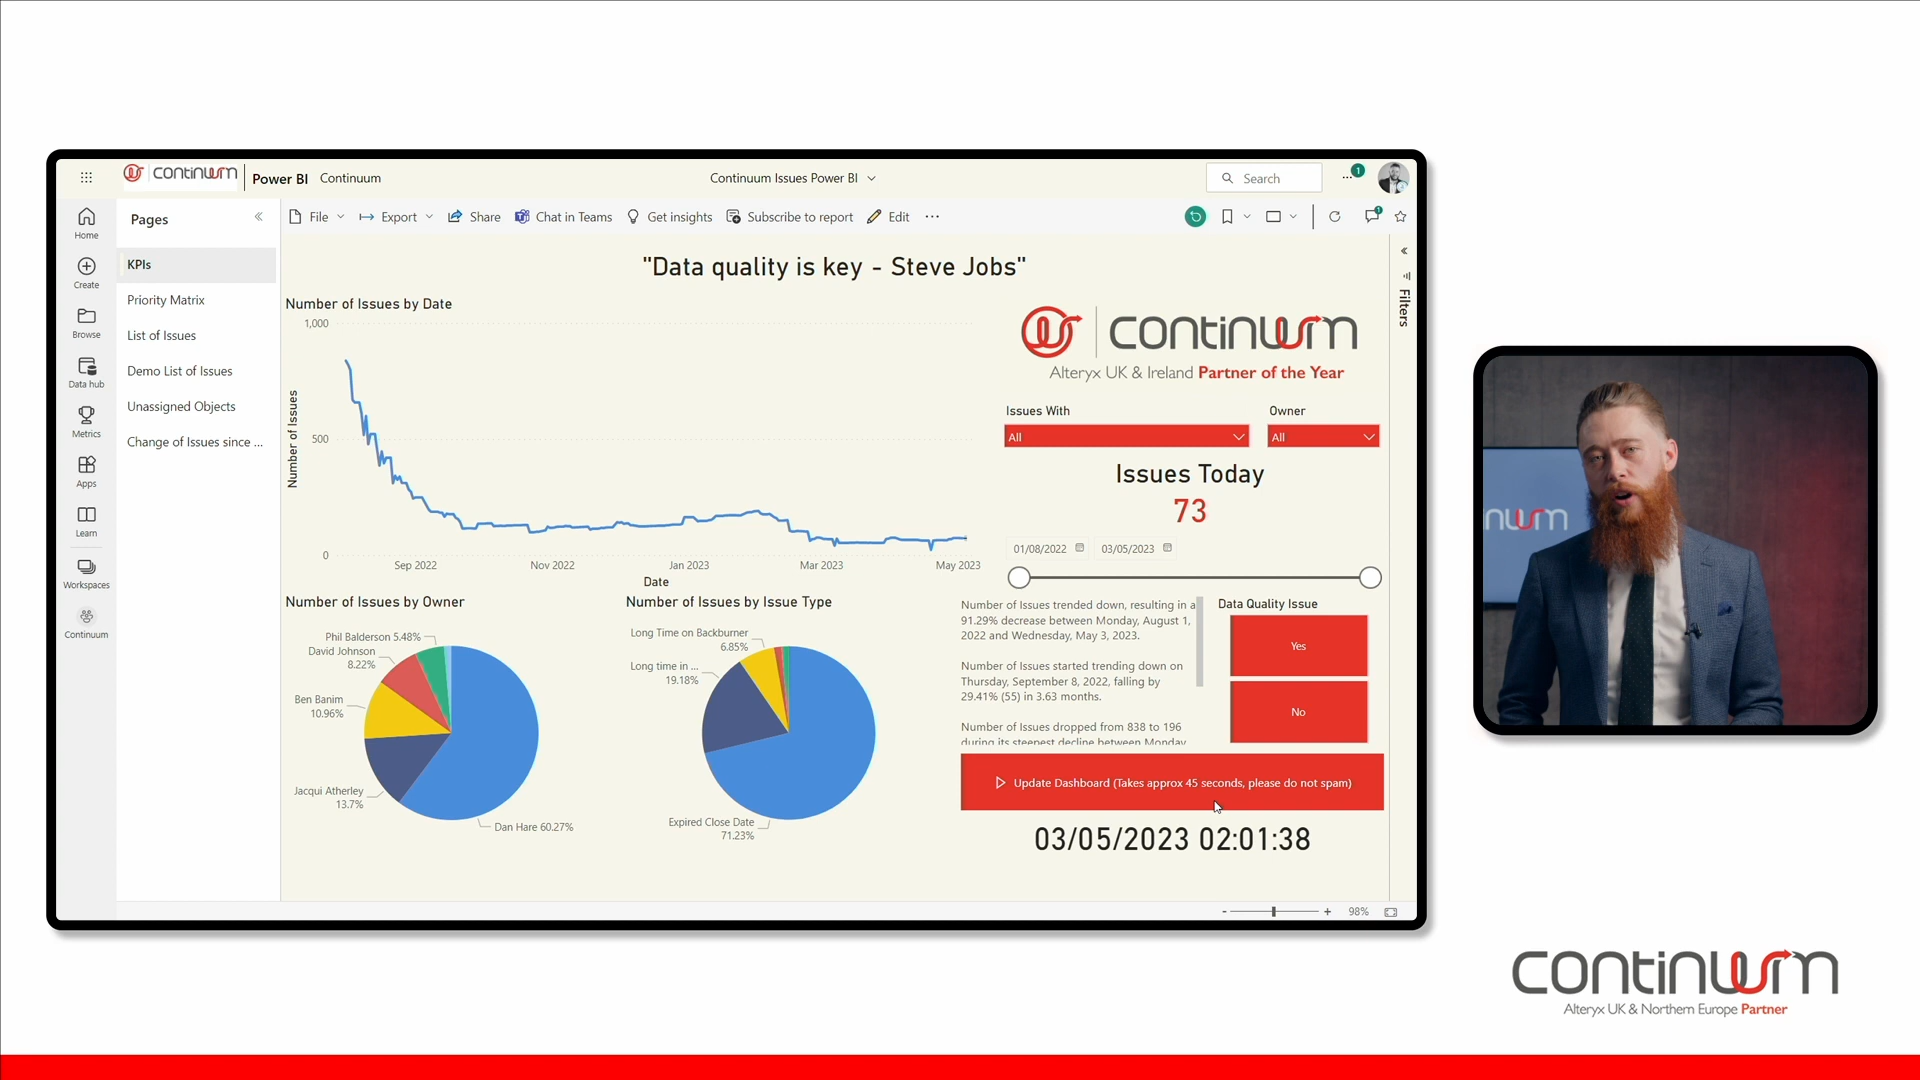 continuum
Power BI
Continuum
Continuum Issues Power BI
Search
1
Home
Create
Browse
Data hub
Metrics
Apps
Learn
Workspaces
Continuum
Pages
KPIs
Priority Matrix
List of Issues
Demo List of Issues
Unassigned Objects
Change of Issues since ...
File
Export
Share
Chat in Teams
Get insights
Subscribe to report
Edit
"Data quality is key - Steve Jobs"
Number of Issues by Date
Number of Issues
1,000
500
0
Sep 2022
Nov 2022
Jan 2023
Mar 2023
May 2023
Date
continuum
Alteryx UK & Ireland Partner of the Year
Issues With
All
Owner
All
Issues Today
73
01/08/2022
03/05/2023
Filters
Number of Issues by Owner
Phil Balderson 5.48%
David Johnson
8.22%
Ben Banim
10.96%
Jacqui Atherley
13.7%
Dan Hare 60.27%
Number of Issues by Issue Type
Long Time on Backburner
6.85%
Long time in ...
19.18%
Expired Close Date
71.23%
Number of Issues trended down, resulting in a
91.29% decrease between Monday, August 1,
2022 and Wednesday, May 3, 2023.
Number of Issues started trending down on
Thursday, September 8, 2022, falling by
29.41% (55) in 3.63 months.
Number of Issues dropped from 838 to 196
during its steepest decline between Monday,
Data Quality Issue
Yes
No
Update Dashboard (Takes approx 45 seconds, please do not spam)
03/05/2023 02:01:38
- + 98%
num
continuum
Alteryx UK & Northern Europe Partner